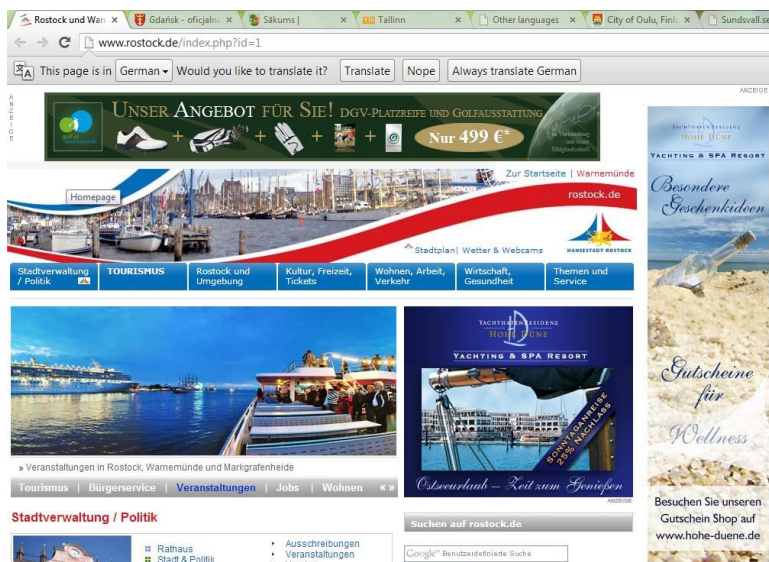 Rostock und War
Gdańsk - oficjaln
Sākums |
Tallinn
Other languages
City of Oulu, Finl
Sundsvall.se
www.rostock.de/index.php?id=1
This page is in German Would you like to translate it? Translate Nope Always translate German
ANZEIGE
ANZEIGE
UNSER ANGEBOT FÜR SIE! DGV-PLATZREIFE UND GOLFAUSSTATTUNG
+ + + + Nur 499 €*
Zur Startseite | Warnemünde
Homepage
rostock.de
Stadtplan| Wetter & Webcams
HANSESTADT ROSTOCK
Stadtverwaltung / Politik
TOURISMUS
Rostock und Umgebung
Kultur, Freizeit, Tickets
Wohnen, Arbeit, Verkehr
Wirtschaft, Gesundheit
Themen und Service
YACHTHAFENRESIDENZ
HOHE DÜNE
YACHTING & SPA RESORT
SONNTAGANREISE
25% NACHLASS
Ostseeurlaub – Zeit zum Genießen
ANZEIGE
» Veranstaltungen in Rostock, Warnemünde und Markgrafenheide
Tourismus | Bürgerservice | Veranstaltungen | Jobs | Wohnen « »
Stadtverwaltung / Politik
Rathaus
Stadt & Politik
Ausschreibungen
Veranstaltungen
Suchen auf rostock.de
Google™ Benutzerdefinierte Suche
YACHTHAFENRESIDENZ
HOHE DÜNE
YACHTING & SPA RESORT
Besondere
Geschenkideen
Gutscheine
für
Wellness
Besuchen Sie unseren
Gutschein Shop auf
www.hohe-duene.de